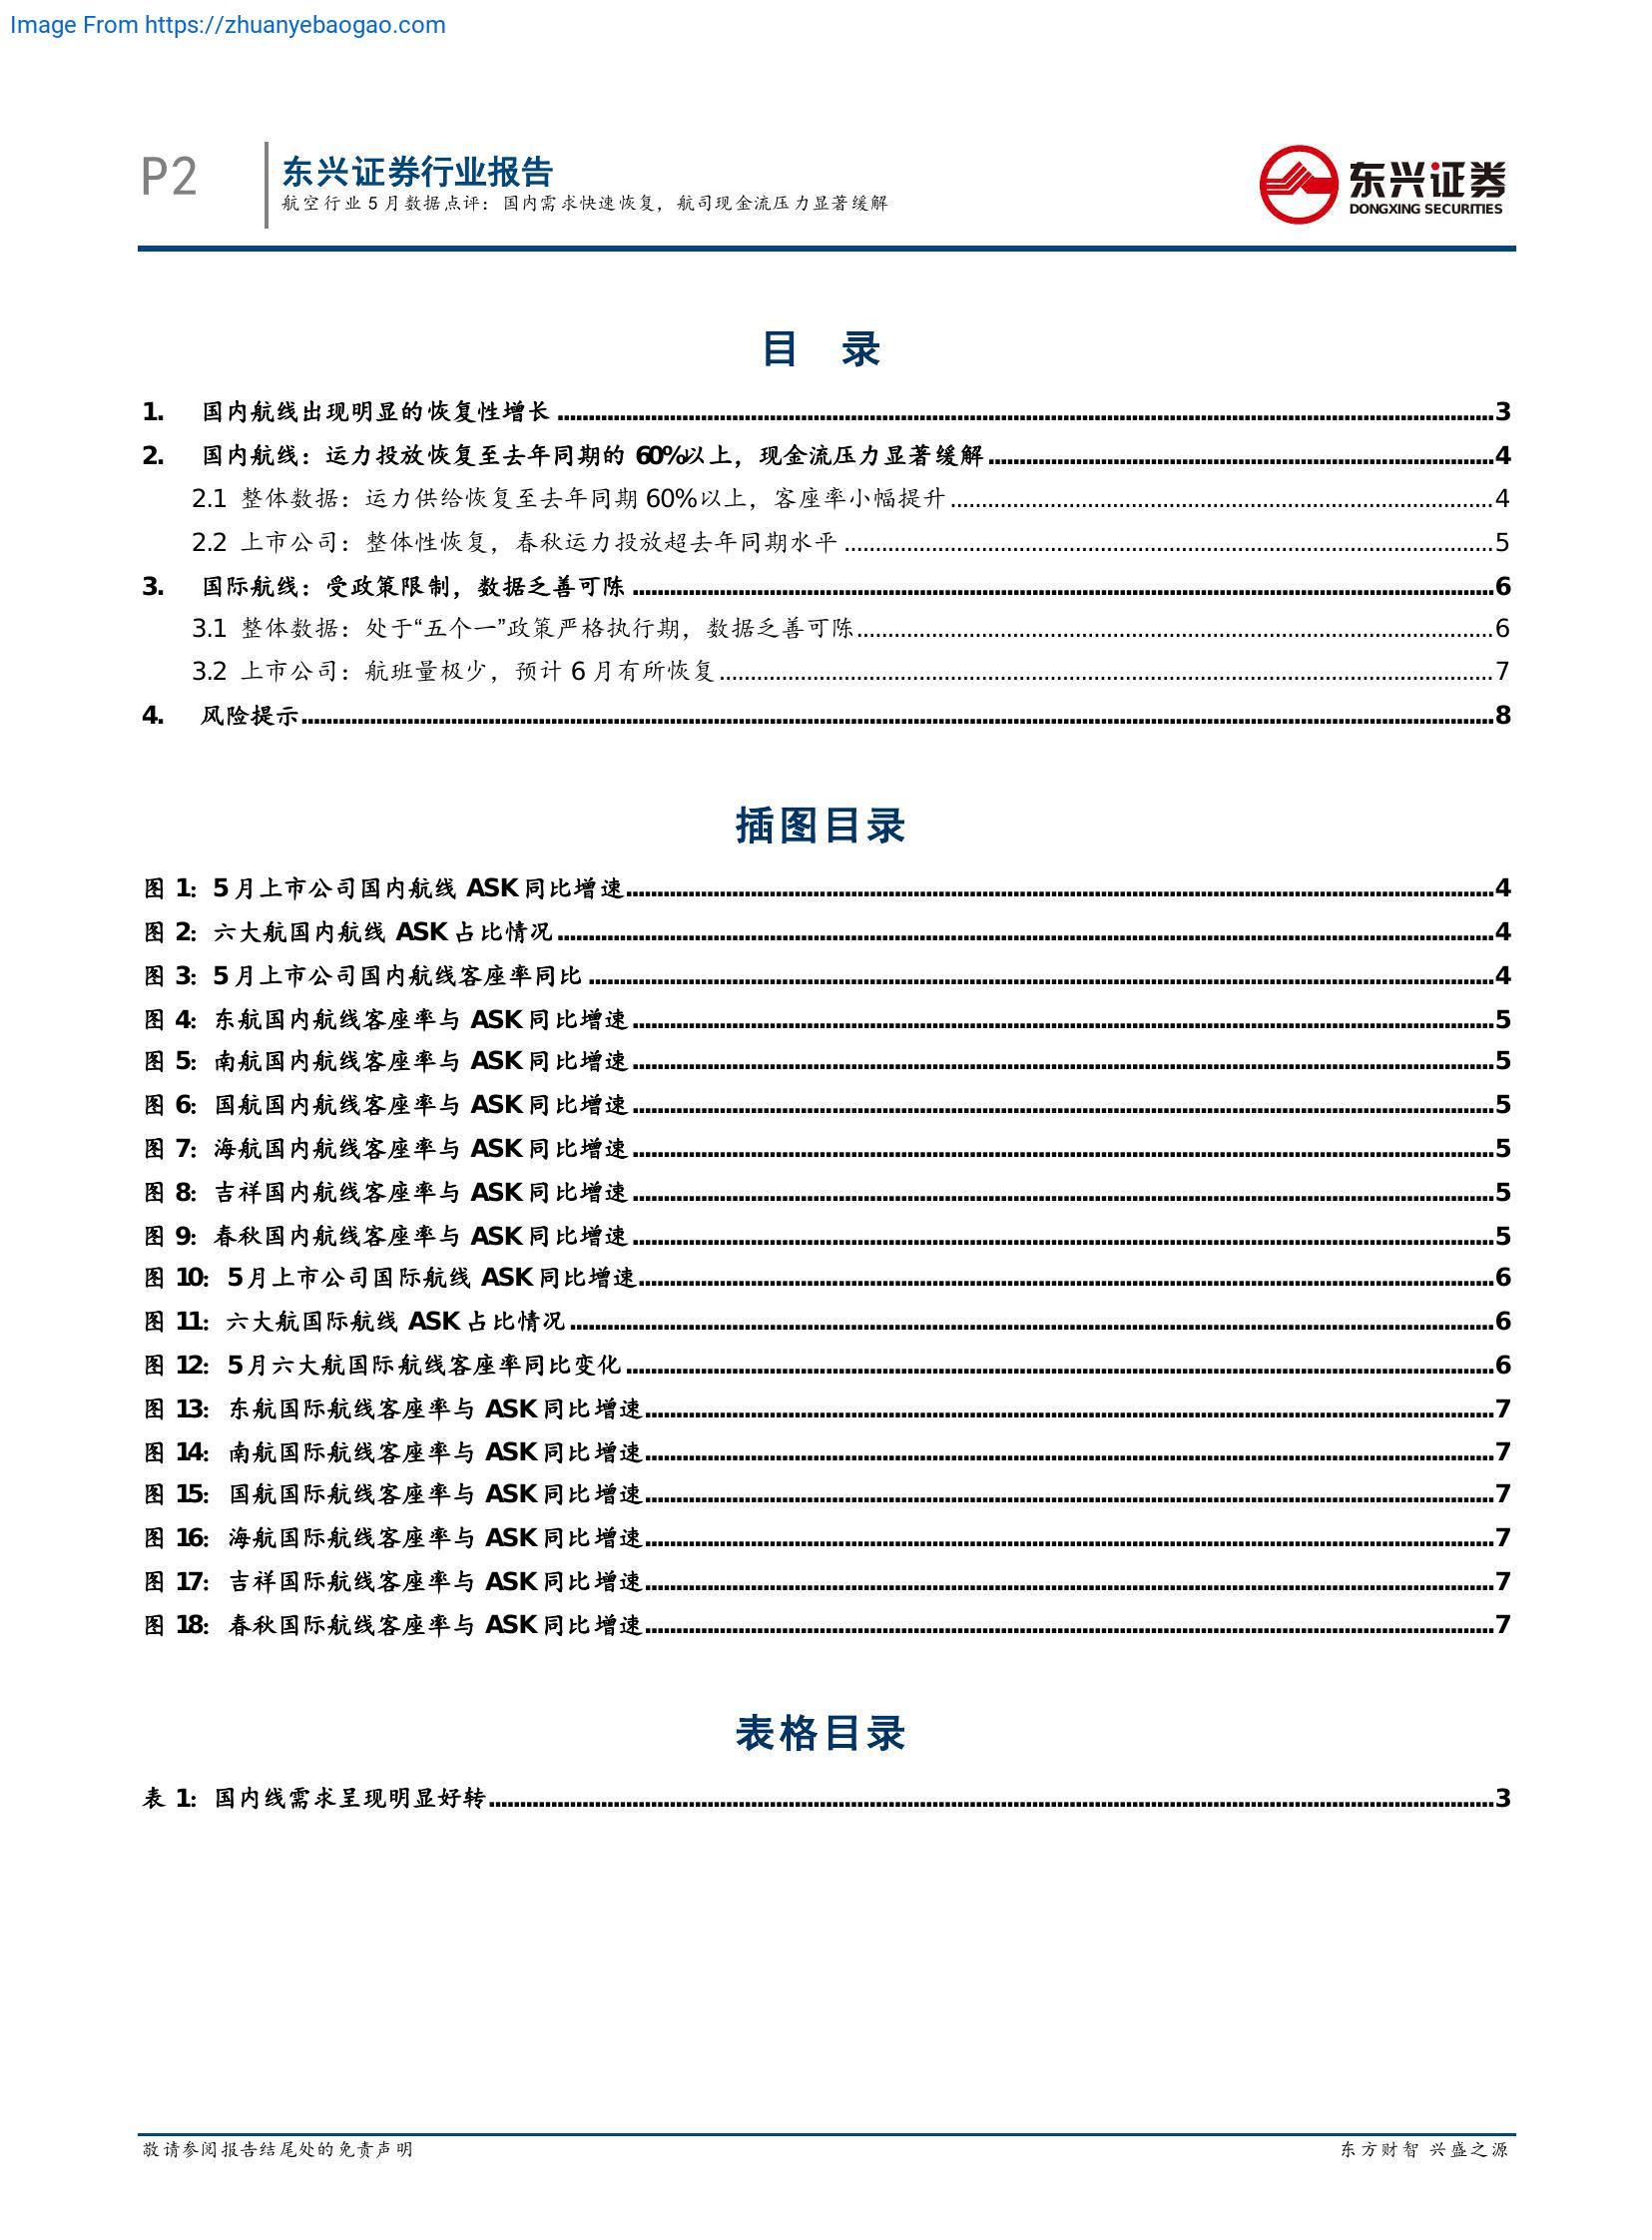 Image From https://zhuanyebaogao.com
P2
东兴证券行业报告
航空行业 5 月数据点评：国内需求快速恢复，航司现金流压力显著缓解
东兴证券
DONGXING SECURITIES
目 录
1. 国内航线出现明显的恢复性增长 3
2. 国内航线：运力投放恢复至去年同期的 60%以上，现金流压力显著缓解 4
2.1 整体数据：运力供给恢复至去年同期 60%以上，客座率小幅提升 4
2.2 上市公司：整体性恢复，春秋运力投放超去年同期水平 5
3. 国际航线：受政策限制，数据乏善可陈 6
3.1 整体数据：处于“五个一”政策严格执行期，数据乏善可陈 6
3.2 上市公司：航班量极少，预计 6 月有所恢复 7
4. 风险提示 8
插图目录
图 1：5 月上市公司国内航线 ASK 同比增速 4
图 2：六大航国内航线 ASK 占比情况 4
图 3：5 月上市公司国内航线客座率同比 4
图 4：东航国内航线客座率与 ASK 同比增速 5
图 5：南航国内航线客座率与 ASK 同比增速 5
图 6：国航国内航线客座率与 ASK 同比增速 5
图 7：海航国内航线客座率与 ASK 同比增速 5
图 8：吉祥国内航线客座率与 ASK 同比增速 5
图 9：春秋国内航线客座率与 ASK 同比增速 5
图 10：5 月上市公司国际航线 ASK 同比增速 6
图 11：六大航国际航线 ASK 占比情况 6
图 12：5 月六大航国际航线客座率同比变化 6
图 13：东航国际航线客座率与 ASK 同比增速 7
图 14：南航国际航线客座率与 ASK 同比增速 7
图 15：国航国际航线客座率与 ASK 同比增速 7
图 16：海航国际航线客座率与 ASK 同比增速 7
图 17：吉祥国际航线客座率与 ASK 同比增速 7
图 18：春秋国际航线客座率与 ASK 同比增速 7
表格目录
表 1：国内线需求呈现明显好转 3
敬请参阅报告结尾处的免责声明
东方财智 兴盛之源